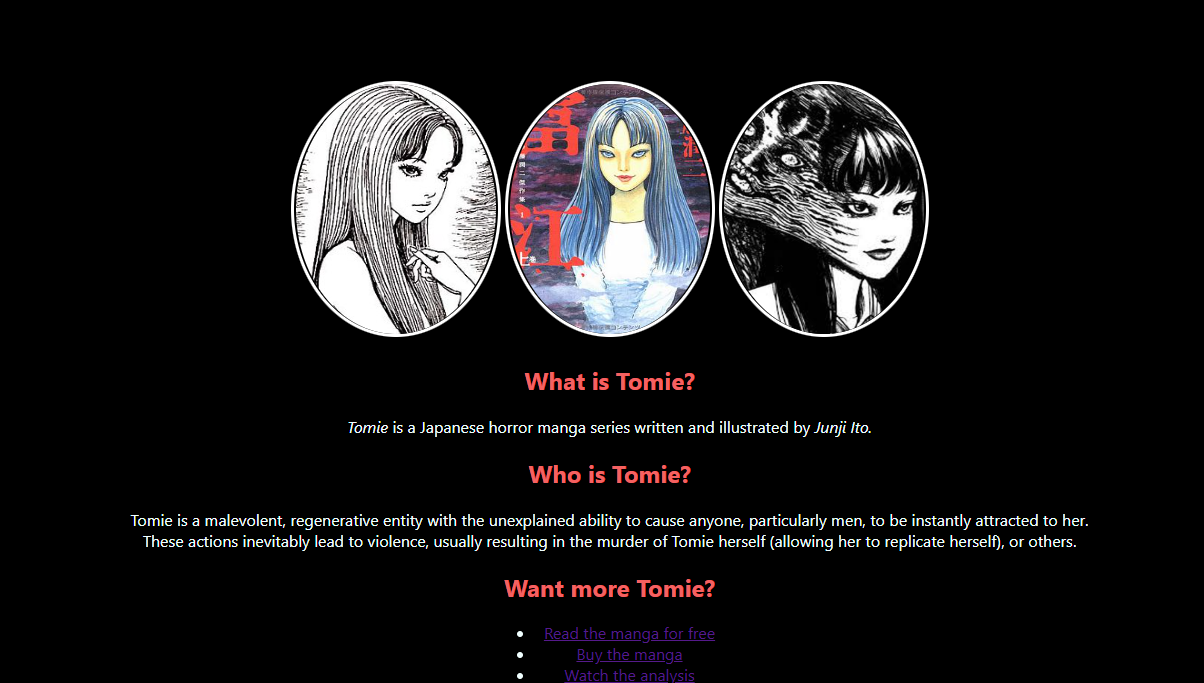 富江
What is Tomie?
Tomie is a Japanese horror manga series written and illustrated by Junji Ito.
Who is Tomie?
Tomie is a malevolent, regenerative entity with the unexplained ability to cause anyone, particularly men, to be instantly attracted to her.
These actions inevitably lead to violence, usually resulting in the murder of Tomie herself (allowing her to replicate herself), or others.
Want more Tomie?
Read the manga for free
Buy the manga
Watch the analysis